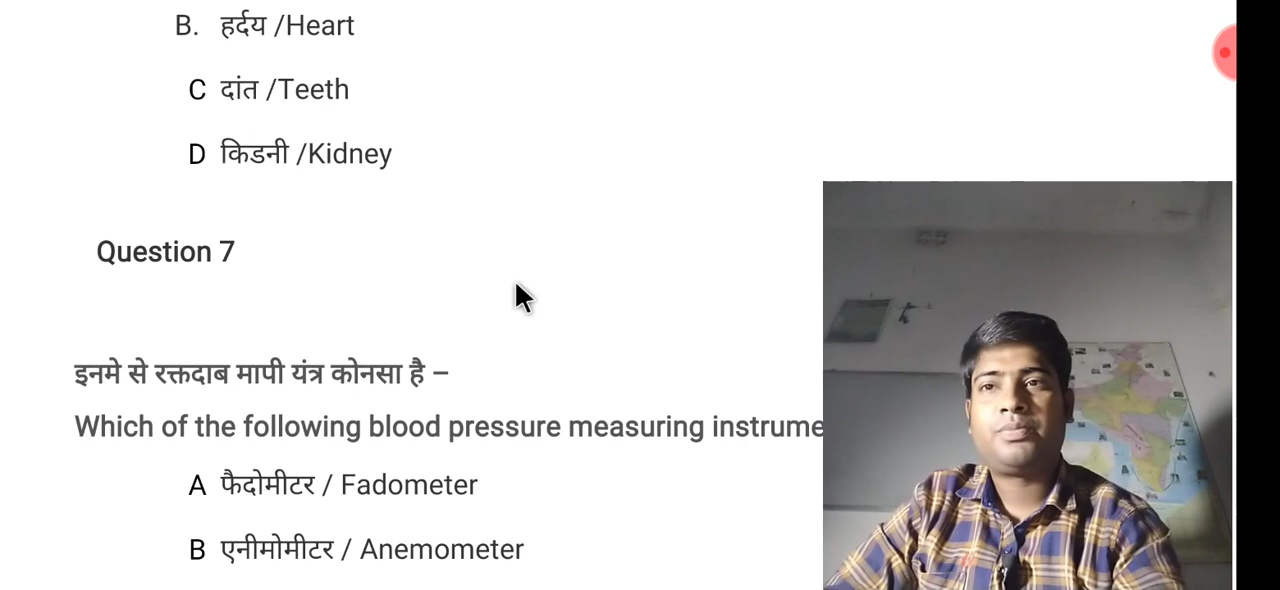 B. हर्दय /Heart
C दांत /Teeth
D किडनी /Kidney
Question 7
इनमे से रक्तदाब मापी यंत्र कोनसा है –
Which of the following blood pressure measuring instrume
A फैदोमीटर / Fadometer
B एनीमोमीटर / Anemometer